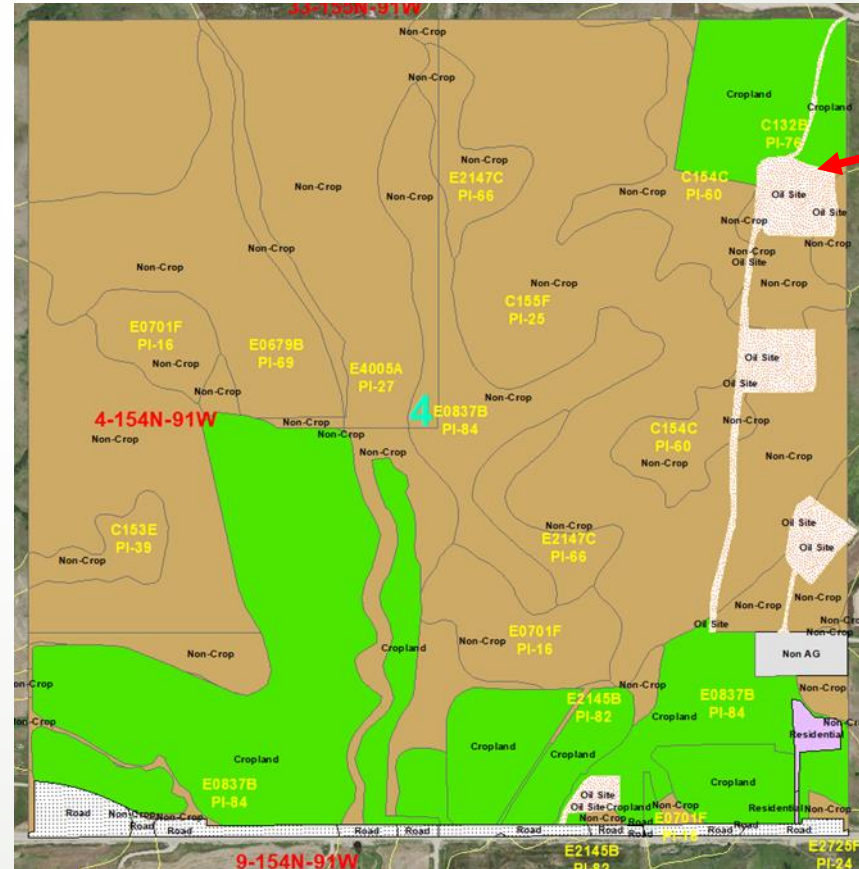 33-155N-91W
Non-Crop
Non-Crop
Cropland
Cropland
C132B
PI-76
Non-Crop
E2147C
PI-66
C154C
PI-60
Non-Crop
Non-Crop
Non-Crop
Oil Site
Oil Site
Non-Crop
Non-Crop
Non-Crop
Non-Crop
Oil Site
Non-Crop
Non-Crop
Non-Crop
C155F
PI-25
E0701F
PI-16
E0679B
PI-69
Non-Crop
E4005A
PI-27
Oil Site
Oil Site
Non-Crop
4
E0837B
PI-84
4-154N-91W
Non-Crop
Non-Crop
Non-Crop
Non-Crop
Non-Crop
C154C
PI-60
Non-Crop
Non-Crop
C153E
PI-39
Non-Crop
Non-Crop
E2147C
PI-66
Oil Site
Oil Site
Non-Crop
Non-Crop
Non-Crop
Oil Site
E0701F
PI-16
Non-Crop
Non-Crop
Cropland
Non AG
Non-Crop
Non-Crop
Non-Crop
E2145B
PI-82
E0837B
PI-84
Cropland
Residential
Cropland
Cropland
Cropland
E0837B
PI-84
Oil Site
Oil Site
Cropland
Non-Crop
E0701F
Residential
Non-Crop
Road
Non-Crop
Non-Crop
Road
Road
Road
Road
Road
Road
Road
Road
Road
9-154N-91W
E2145B
PI-82
E2725F
PI-24